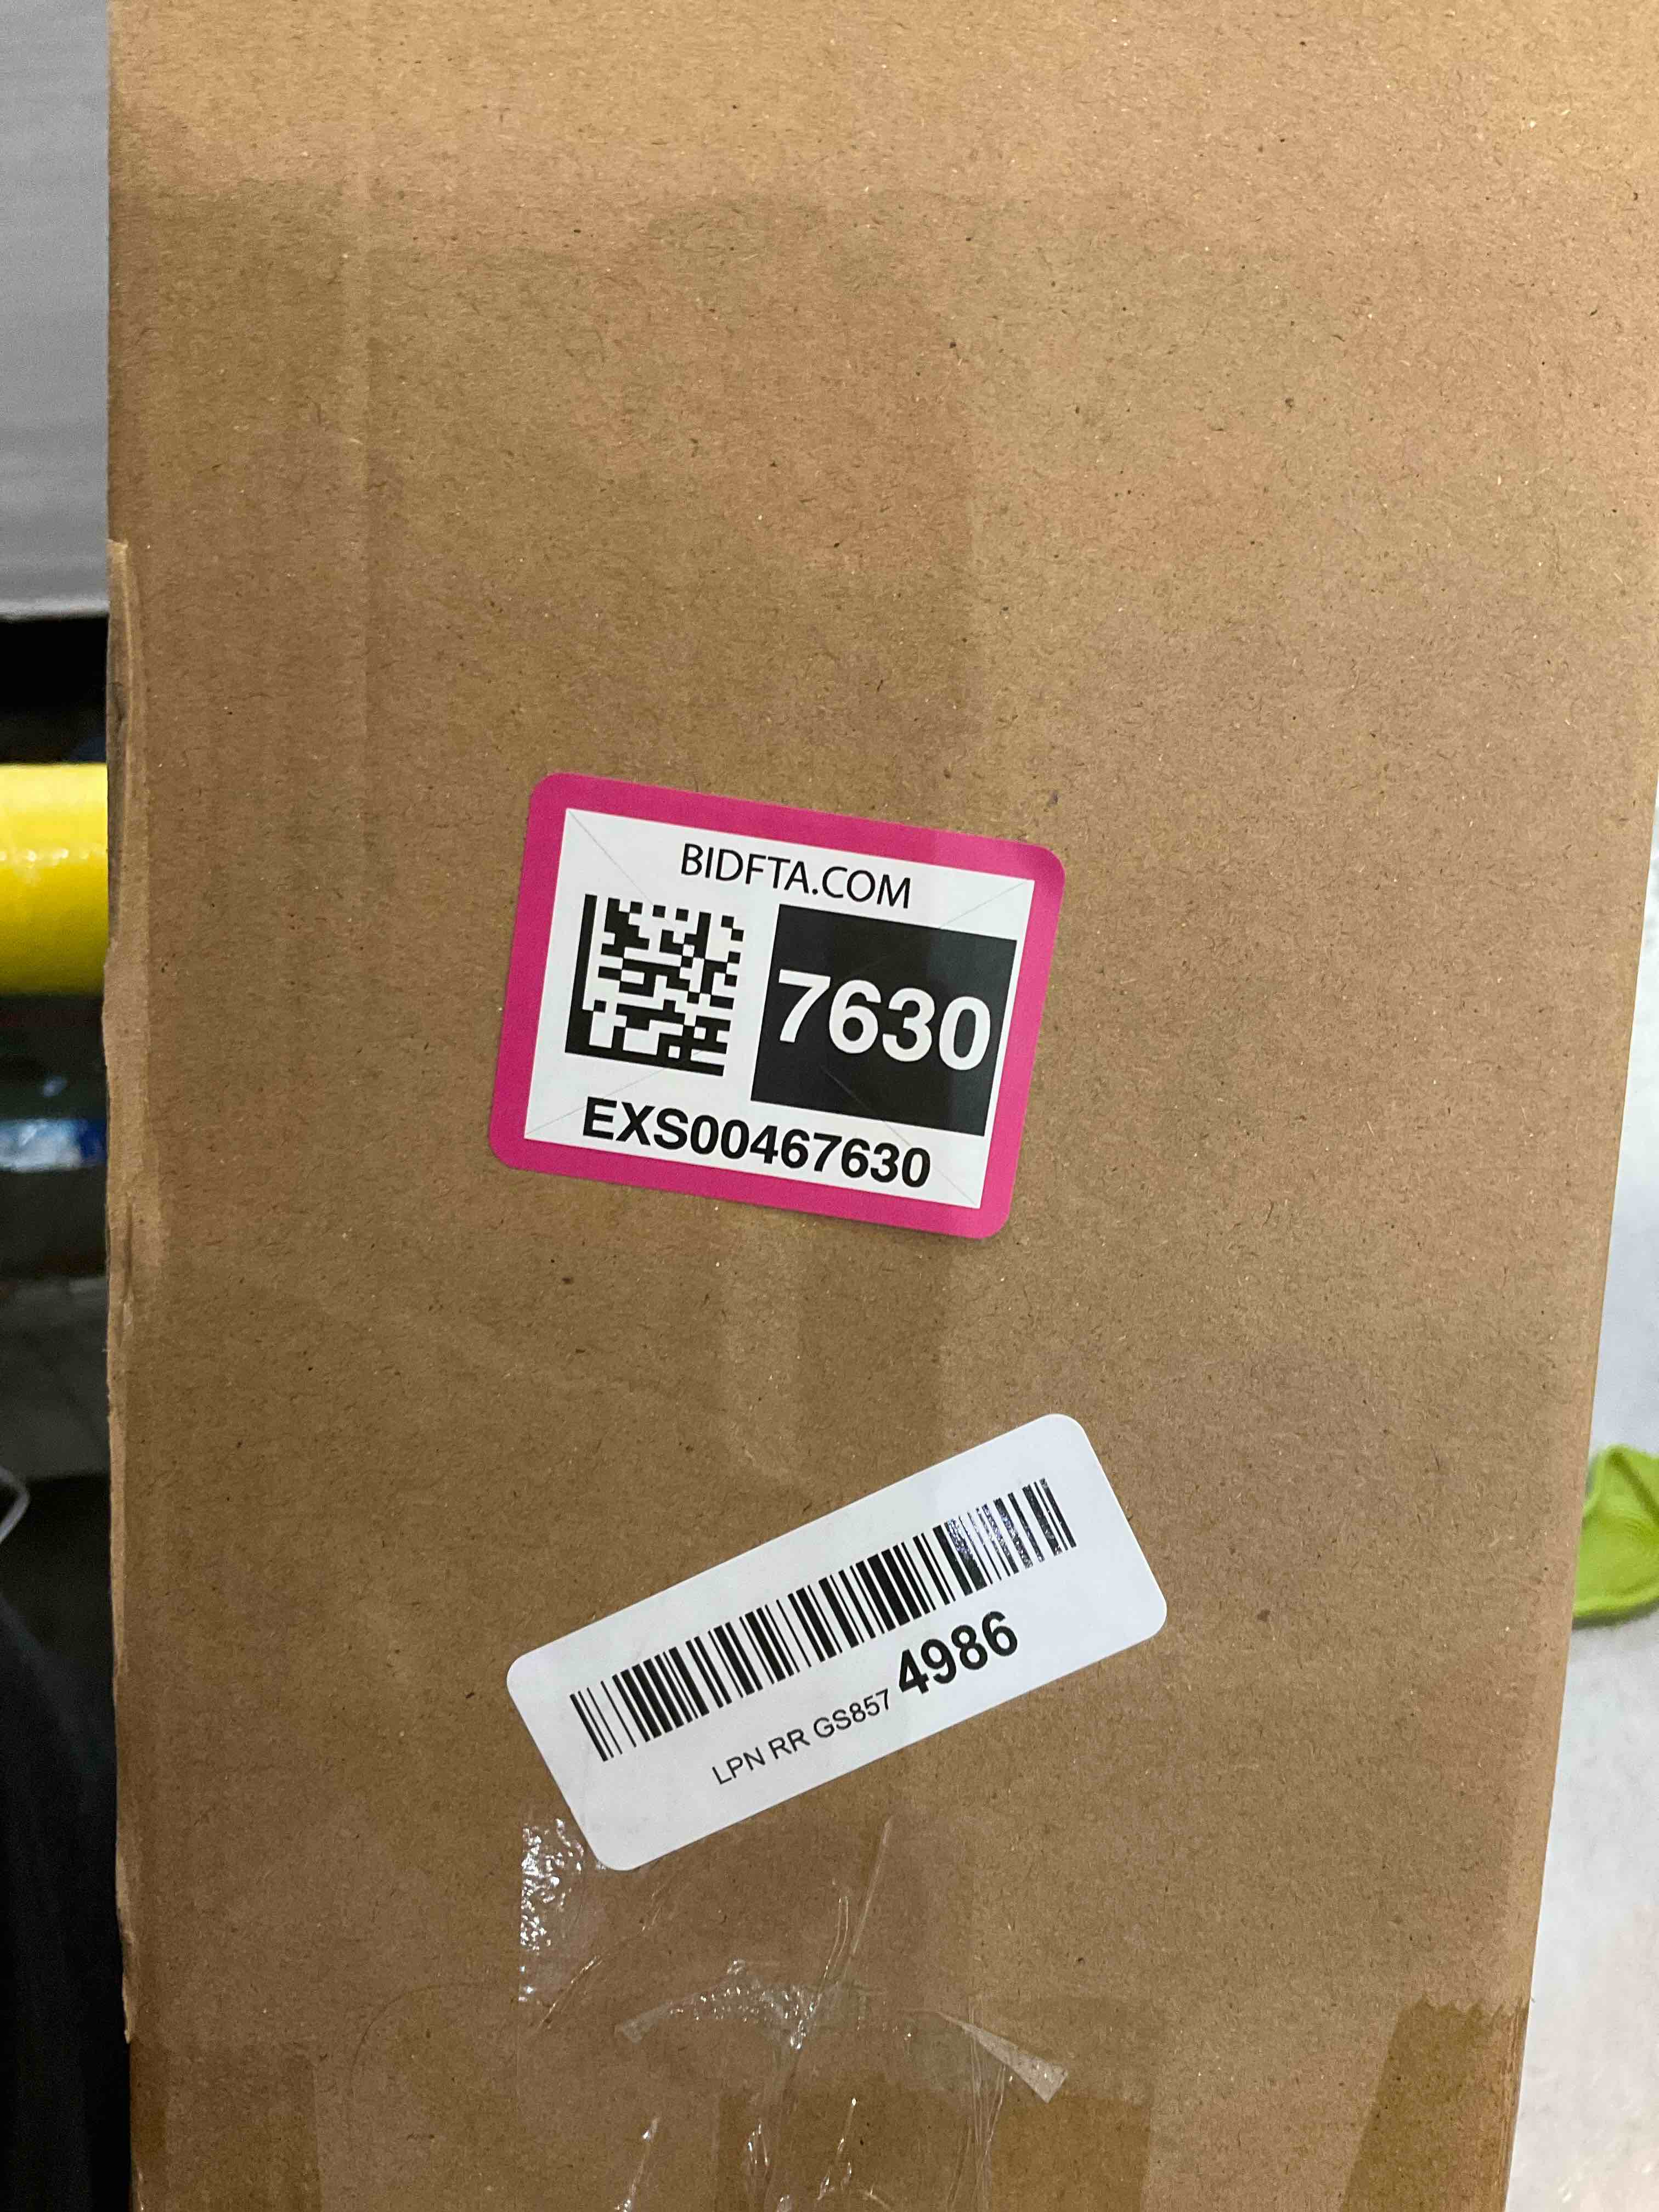 BIDFTA.COM
7630
EXS00467630
LPN RR GS857 4986